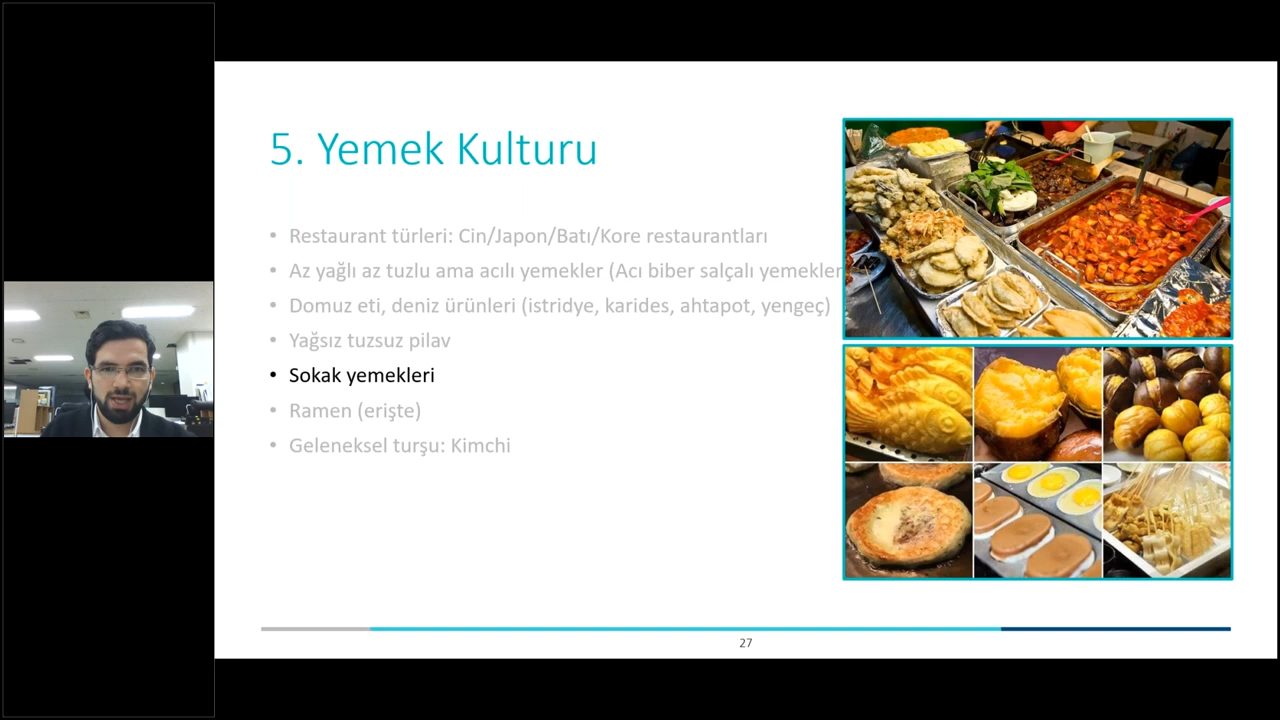 5. Yemek Kulturu
• Restaurant türleri: Cin/Japon/Batı/Kore restaurantları
• Az yağlı az tuzlu ama acılı yemekler (Acı biber salçalı yemekler
• Domuz eti, deniz ürünleri (istridye, karides, ahtapot, yengeç)
• Yağsız tuzsuz pilav
• Sokak yemekleri
• Ramen (erişte)
• Geleneksel turşu: Kimchi
27